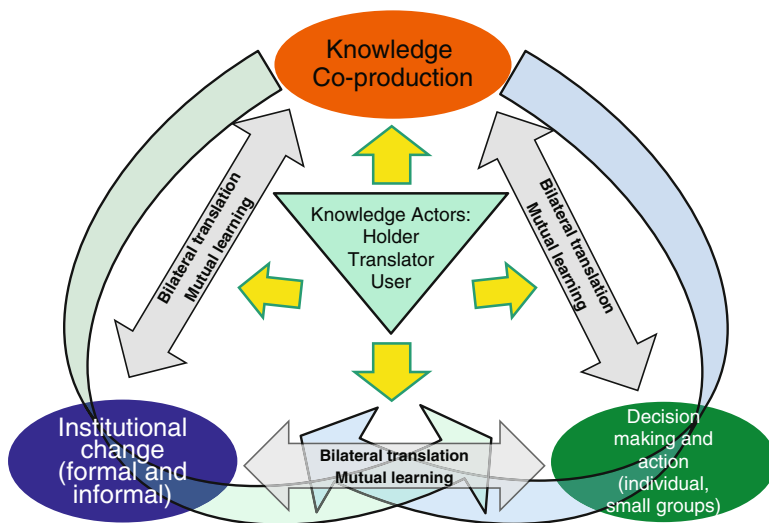 Knowledge
Co-production
Bilateral translation
Mutual learning
Bilateral translation
Mutual learning
Knowledge Actors:
Holder
Translator
User
Institutional
change
(formal and
informal)
Bilateral translation
Mutual learning
Decision
making and
action
(individual,
small groups)